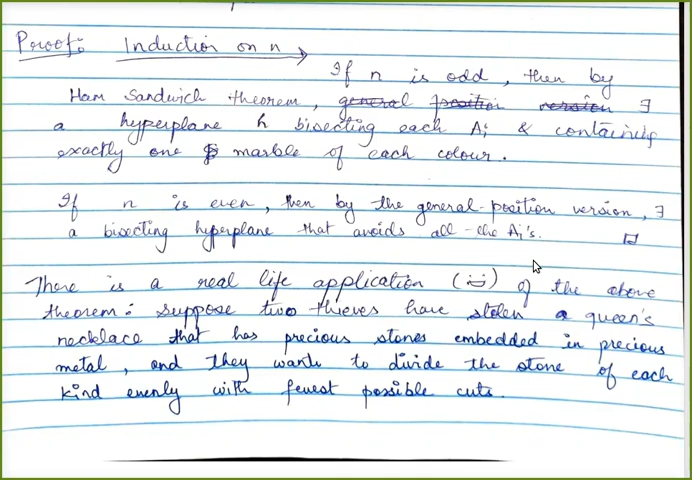 Proof: Induction on n
If n is odd, then by
Ham Sandwich theorem, general position version ∃
a hyperplane h bisecting each Ai & containing
exactly one marble of each colour.
If n is even, then by the general-position version, ∃
a bisecting hyperplane that avoids all the Ai's. □
There is a real life application (☺) of the above
theorem: suppose two thieves have stolen a queen's
necklace that has precious stones embedded in precious
metal, and they want to divide the stone of each
kind evenly with fewest possible cuts.